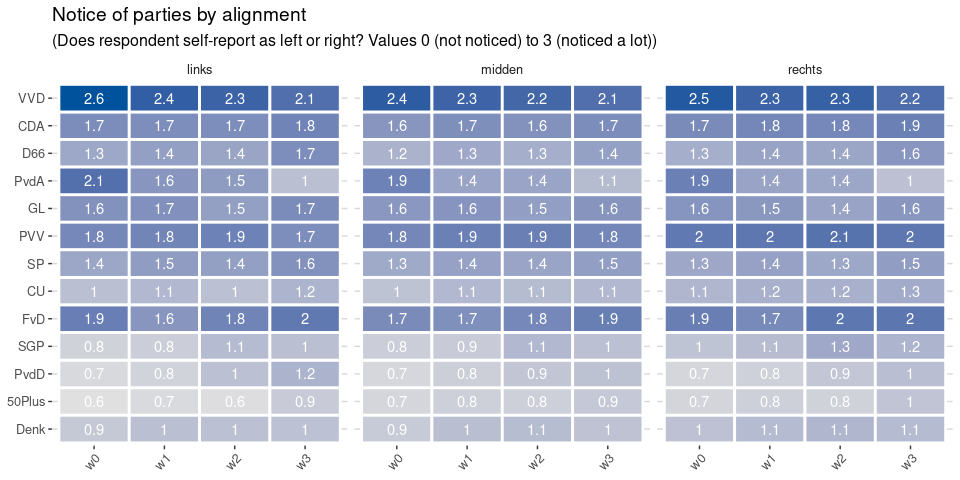 Notice of parties by alignment
(Does respondent self-report as left or right? Values 0 (not noticed) to 3 (noticed a lot))
links midden rechts
VVD 2.6 2.4 2.3 2.1 2.4 2.3 2.2 2.1 2.5 2.3 2.3 2.2
CDA 1.7 1.7 1.7 1.8 1.6 1.7 1.6 1.7 1.7 1.8 1.8 1.9
D66 1.3 1.4 1.4 1.7 1.2 1.3 1.3 1.4 1.3 1.4 1.4 1.6
PvdA 2.1 1.6 1.5 1 1.9 1.4 1.4 1.1 1.9 1.4 1.4 1
GL 1.6 1.7 1.5 1.7 1.6 1.6 1.5 1.6 1.6 1.5 1.4 1.6
PVV 1.8 1.8 1.9 1.7 1.8 1.9 1.9 1.8 2 2 2.1 2
SP 1.4 1.5 1.4 1.6 1.3 1.4 1.4 1.5 1.3 1.4 1.3 1.5
CU 1 1.1 1 1.2 1 1.1 1.1 1.1 1.1 1.2 1.2 1.3
FvD 1.9 1.6 1.8 2 1.7 1.7 1.8 1.9 1.9 1.7 2 2
SGP 0.8 0.8 1.1 1 0.8 0.9 1.1 1 1 1.1 1.3 1.2
PvdD 0.7 0.8 1 1.2 0.7 0.8 0.9 1 0.7 0.8 0.9 1
50Plus 0.6 0.7 0.6 0.9 0.7 0.8 0.8 0.9 0.7 0.8 0.8 1
Denk 0.9 1 1 1 0.9 1 1.1 1 1 1.1 1.1 1.1
w0 w1 w2 w3 w0 w1 w2 w3 w0 w1 w2 w3